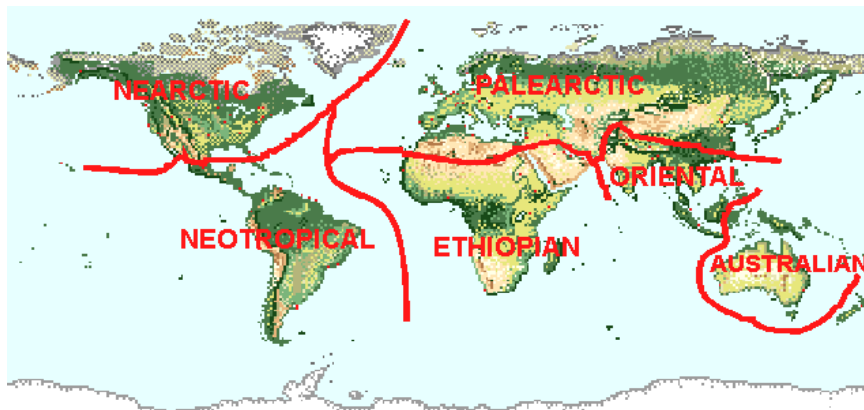 NEARCTIC
PALEARCTIC
ORIENTAL
NEOTROPICAL
ETHIOPIAN
AUSTRALIAN